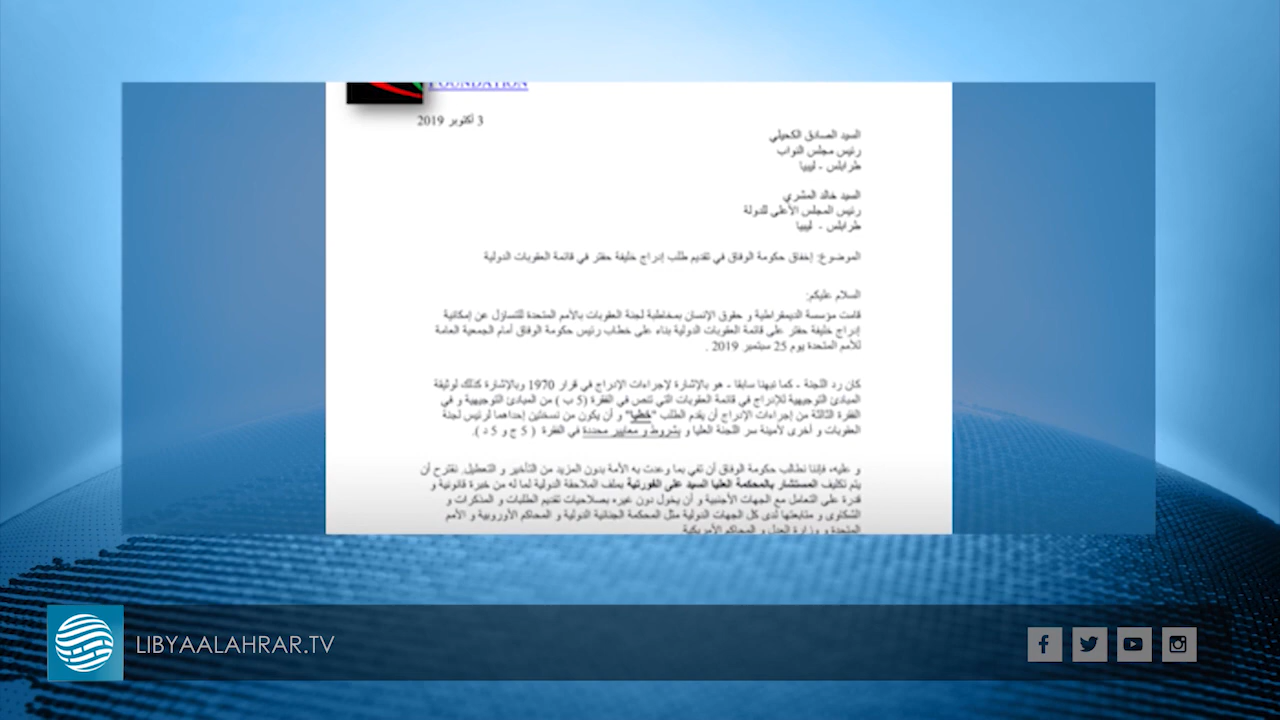 FOUNDATION
3 أكتوبر 2019
السيد الصادق الكحيلي
رئيس مجلس النواب
طرابلس - ليبيا
السيد خالد المشري
رئيس المجلس الأعلى للدولة
طرابلس - ليبيا
الموضوع: إخفاق حكومة الوفاق في تقديم طلب إدراج خليفة حفتر في قائمة العقوبات الدولية
السلام عليكم:
قامت مؤسسة الديمقراطية و حقوق الإنسان بمخاطبة لجنة العقوبات بالأمم المتحدة للتساؤل عن إمكانية
إدراج خليفة حفتر على قائمة العقوبات الدولية بناء على خطاب رئيس حكومة الوفاق أمام الجمعية العامة
للأمم المتحدة يوم 25 سبتمبر 2019 .
كان رد اللجنة - كما نبهنا سابقا - هو بالإشارة لإجراءات الإدراج في قرار 1970 وبالإشارة كذلك لوثيقة
المبادئ التوجيهية للإدراج في قائمة العقوبات التي تنص في الفقرة (5 ب ) من المبادئ التوجيهية و في
الفقرة الثالثة من إجراءات الإدراج أن يقدم الطلب "خطيا" و أن يكون من نسختين إحداهما لرئيس لجنة
العقوبات و أخرى لأمينة سر اللجنة العليا و بشروط و معايير محددة في الفقرة ( 5 ج و 5 د ).
و عليه، فإننا نطالب حكومة الوفاق أن تفي بما وعدت به الأمة بدون المزيد من التأخير و التعطيل. نقترح أن
يتم تكليف المستشار بالمحكمة العليا السيد على الفورتية بملف الملاحقة الدولية لما له من خبرة قانونية و
قدرة على التعامل مع الجهات الأجنبية و أن يخول دون غيره بصلاحيات تقديم الطلبات و المذكرات و
الشكاوى و متابعتها لدى كل الجهات الدولية مثل المحكمة الجنائية الدولية و المحاكم الأوروبية و الأمم
المتحدة و وزارة العدل و المحاكم الأمريكية
LIBYAALAHRAR.TV